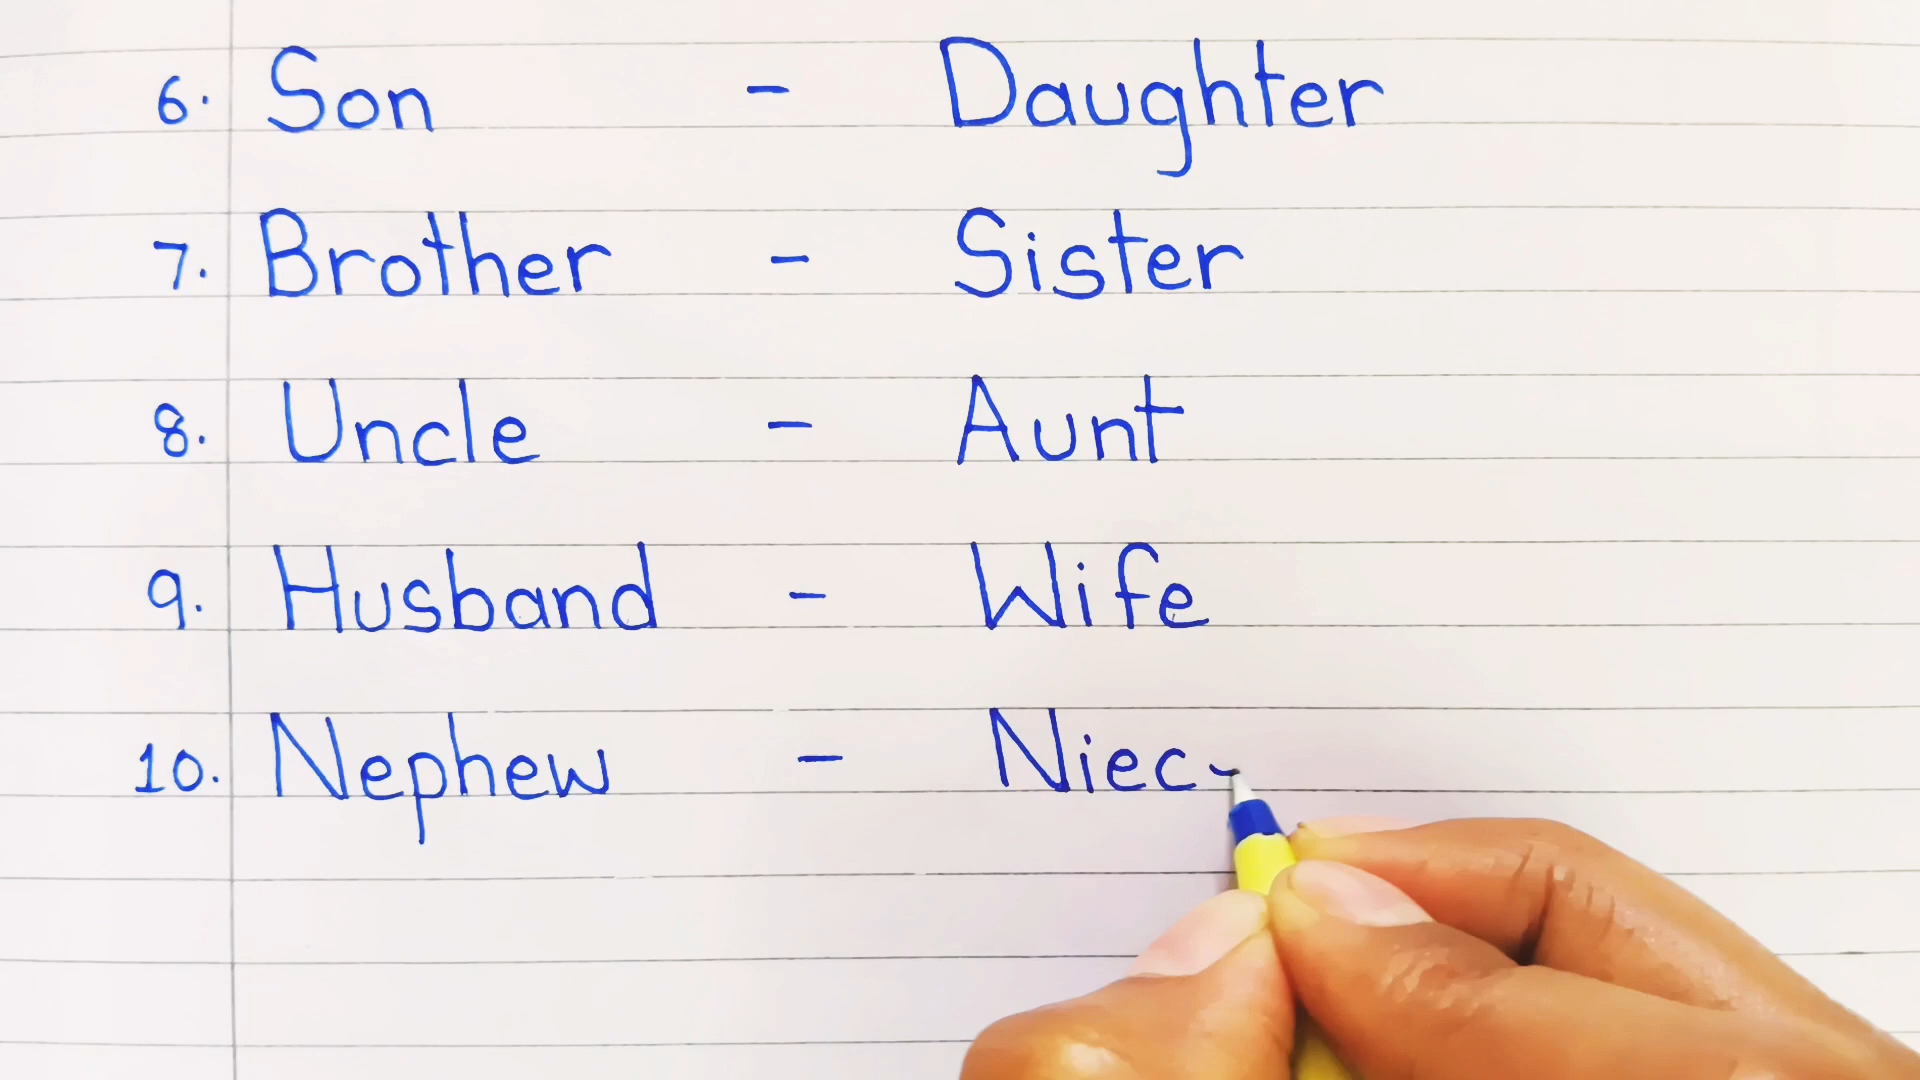 6. Son - Daughter
7. Brother - Sister
8. Uncle - Aunt
9. Husband - Wife
10. Nephew - Niec